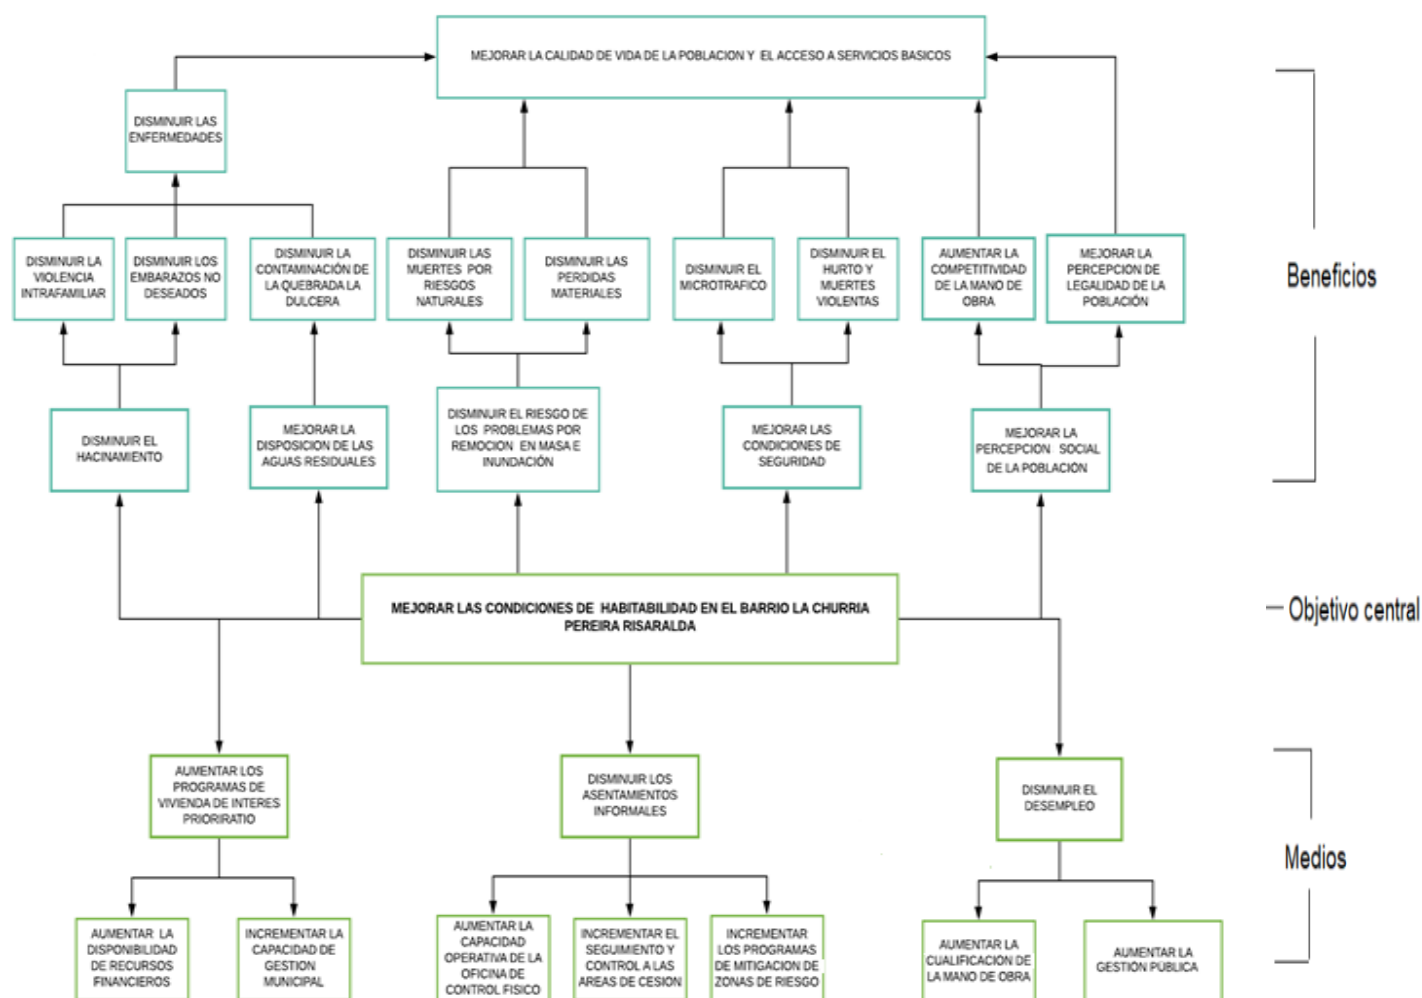 MEJORAR LA CALIDAD DE VIDA DE LA POBLACION Y EL ACCESO A SERVICIOS BASICOS
DISMINUIR LAS
ENFERMEDADES
DISMINUIR LA
VIOLENCIA
INTRAFAMILIAR
DISMINUIR LOS
EMBARAZOS NO
DESEADOS
DISMINUIR LA
CONTAMINACIÓN DE
LA QUEBRADA LA
DULCERA
DISMINUIR LAS
MUERTES POR
RIESGOS
NATURALES
DISMINUIR LAS
PERDIDAS
MATERIALES
DISMINUIR EL
MICROTRAFICO
DISMINUIR EL
HURTO Y
MUERTES
VIOLENTAS
AUMENTAR LA
COMPETITIVIDAD
DE LA MANO DE
OBRA
MEJORAR LA
PERCEPCION DE
LEGALIDAD DE LA
POBLACIÓN
Beneficios
DISMINUIR EL
HACINAMIENTO
MEJORAR LA
DISPOSICION DE LAS
AGUAS RESIDUALES
DISMINUIR EL RIESGO DE
LOS PROBLEMAS POR
REMOCION EN MASA E
INUNDACIÓN
MEJORAR LAS
CONDICIONES DE
SEGURIDAD
MEJORAR LA
PERCEPCION SOCIAL
DE LA POBLACIÓN
MEJORAR LAS CONDICIONES DE HABITABILIDAD EN EL BARRIO LA CHURRIA
PEREIRA RISARALDA
Objetivo central
AUMENTAR LOS
PROGRAMAS DE
VIVIENDA DE INTERES
PRIORIRATIO
DISMINUIR LOS
ASENTAMIENTOS
INFORMALES
DISMINUIR EL
DESEMPLEO
Medios
AUMENTAR LA
DISPONIBILIDAD
DE RECURSOS
FINANCIEROS
INCREMENTAR LA
CAPACIDAD DE
GESTION
MUNICIPAL
AUMENTAR LA
CAPACIDAD
OPERATIVA DE LA
OFICINA DE
CONTROL FISICO
INCREMENTAR EL
SEGUIMIENTO Y
CONTROL A LAS
AREAS DE CESION
INCREMENTAR
LOS PROGRAMAS
DE MITIGACION DE
ZONAS DE RIESGO
AUMENTAR LA
CUALIFICACION DE
LA MANO DE OBRA
AUMENTAR LA
GESTIÓN PÚBLICA